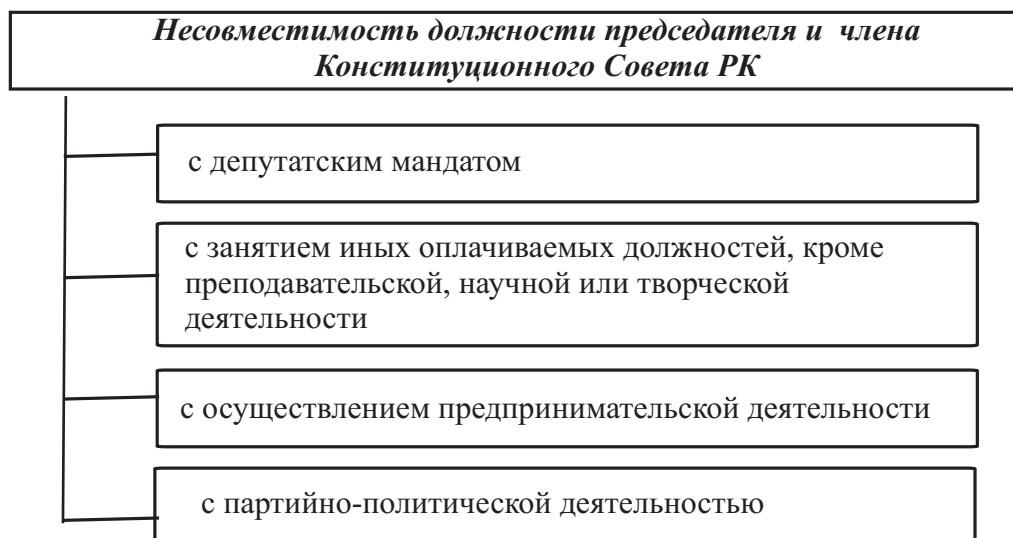 Несовместимость должности председателя и члена
Конституционного Совета РК
с депутатским мандатом
с занятием иных оплачиваемых должностей, кроме
преподавательской, научной или творческой
деятельности
с осуществлением предпринимательской деятельности
с партийно-политической деятельностью